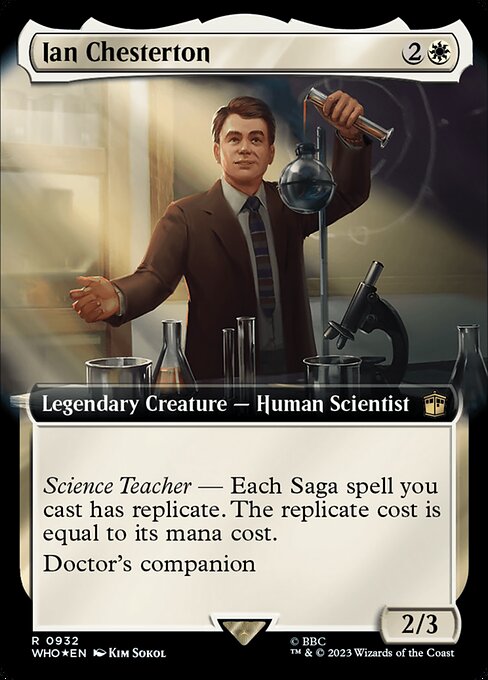 Ian Chesterton
2
Legendary Creature — Human Scientist
Science Teacher — Each Saga spell you
cast has replicate. The replicate cost is
equal to its mana cost.
Doctor's companion
2/3
R 0932
WHO★EN Kim Sokol
© BBC
™ & © 2023 Wizards of the Coast